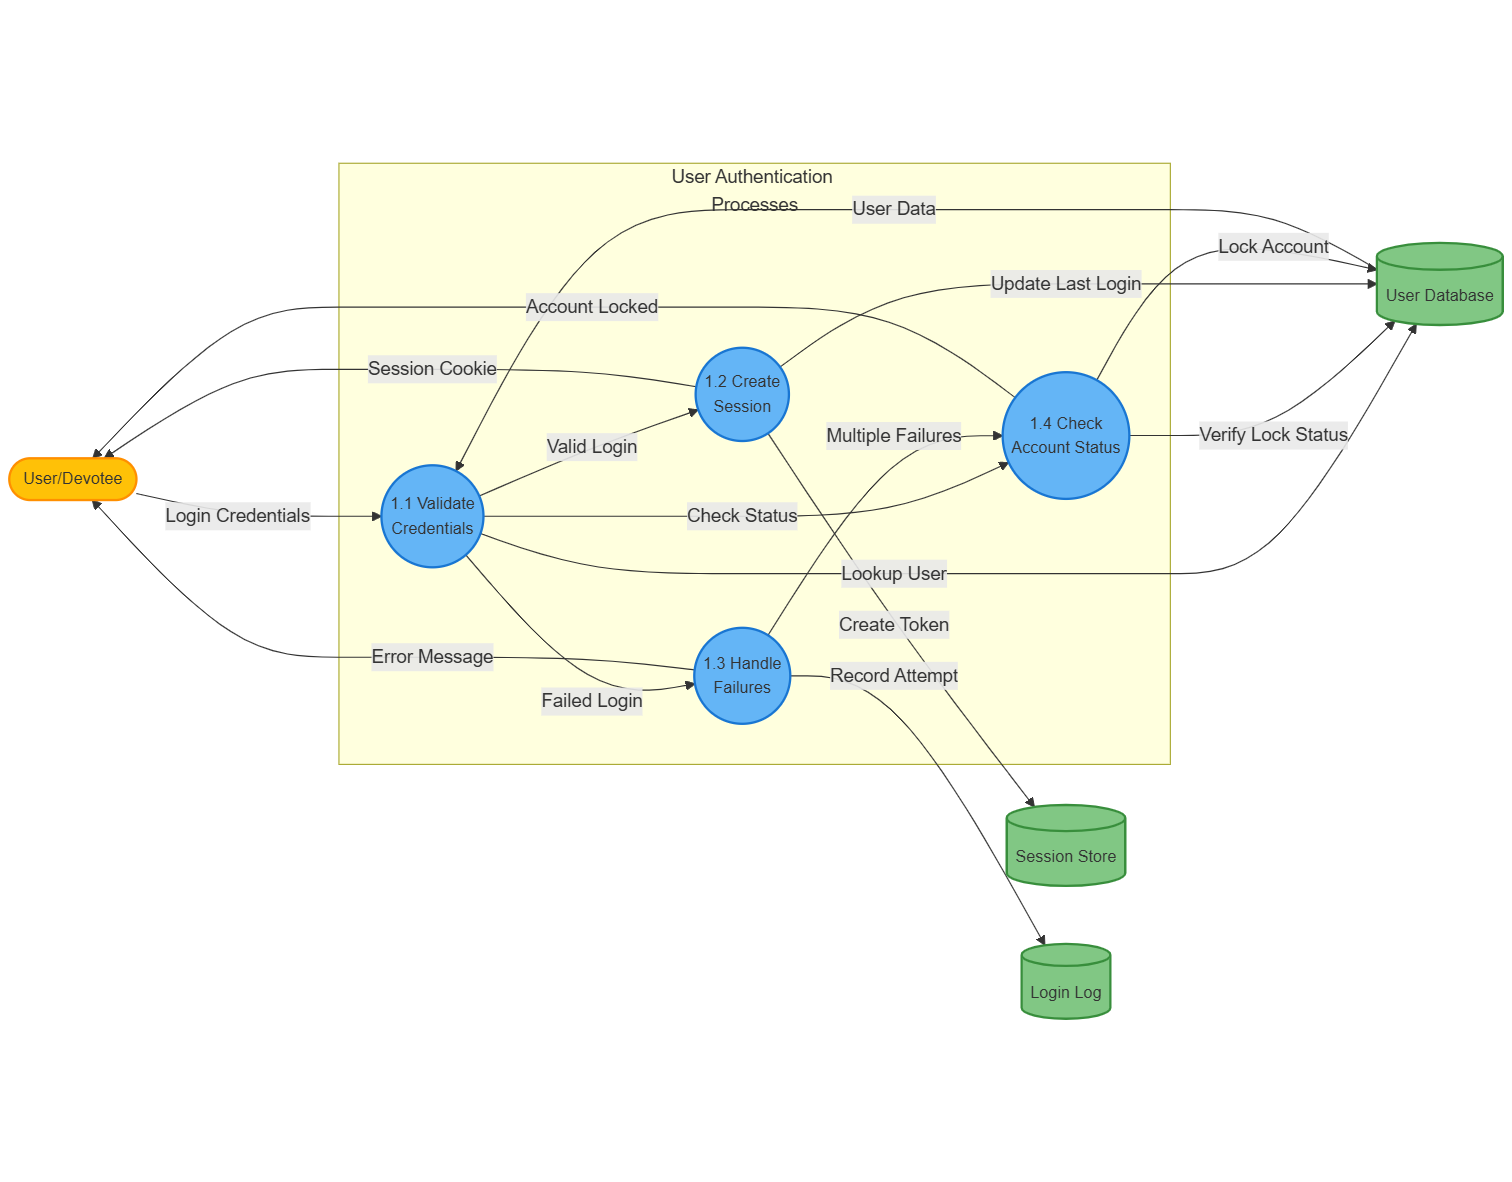 User Authentication
Processes
User Data
Lock Account
Update Last Login
User Database
Account Locked
Session Cookie
1.2 Create
Session
1.4 Check
Account Status
Multiple Failures
Verify Lock Status
Valid Login
User/Devotee
1.1 Validate
Credentials
Login Credentials
Check Status
Lookup User
Create Token
Error Message
1.3 Handle
Failures
Record Attempt
Failed Login
Session Store
Login Log